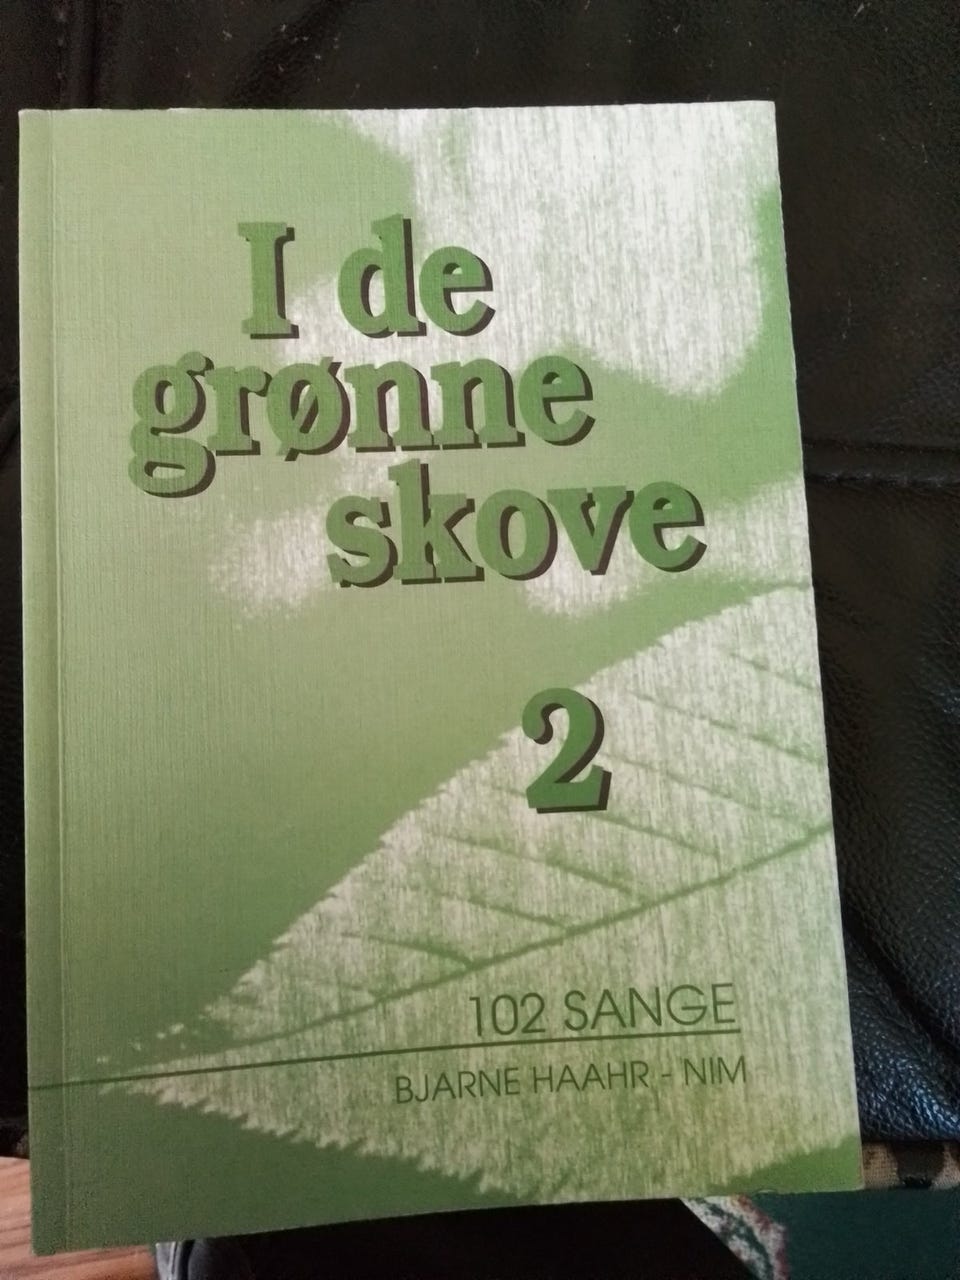 I de
grønne
skove
2
102 SANGE
BJARNE HAAHR - NIM